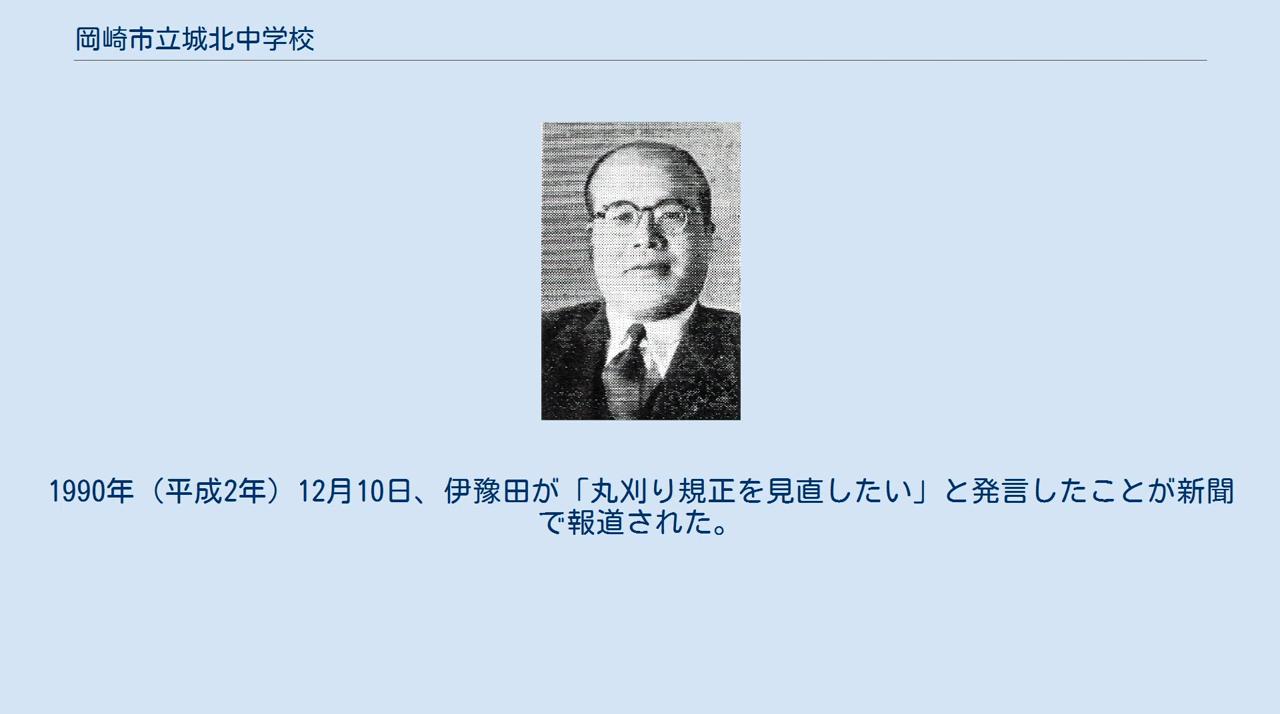 岡崎市立城北中学校
1990年（平成2年）12月10日、伊豫田が「丸刈り規正を見直したい」と発言したことが新聞
で報道された。